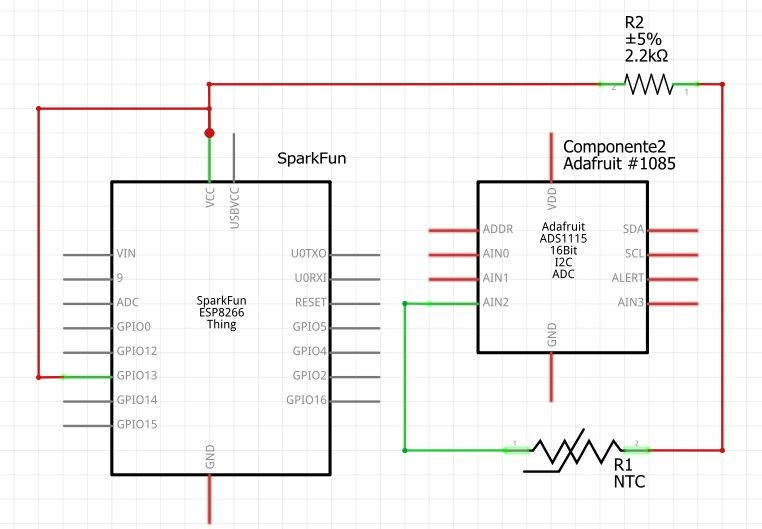 R2
±5%
2.2kΩ
2
1
SparkFun
Componente2
Adafruit #1085
VCC
USBVCC
VDD
VIN
9
ADC
GPIO0
GPIO12
GPIO13
GPIO14
GPIO15
SparkFun
ESP8266
Thing
U0TXO
U0RXI
RESET
GPIO5
GPIO4
GPIO2
GPIO16
GND
ADDR
AIN0
AIN1
AIN2
Adafruit
ADS1115
16Bit
I2C
ADC
SDA
SCL
ALERT
AIN3
GND
1
2
R1
NTC